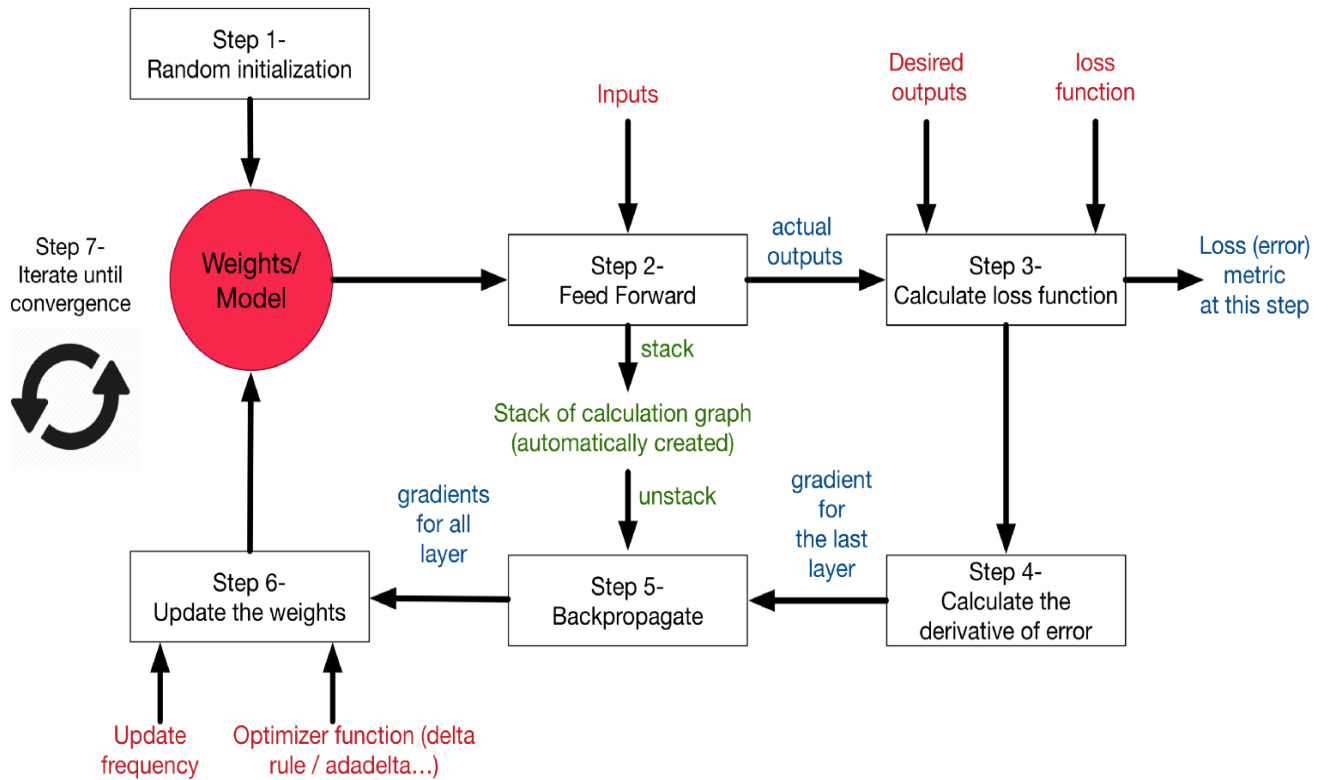 Step 1-
Random initialization
Inputs
Desired
outputs
loss
function
Step 7-
Iterate until
convergence
Weights/
Model
Step 2-
Feed Forward
actual
outputs
Step 3-
Calculate loss function
Loss (error)
metric
at this step
stack
Stack of calculation graph
(automatically created)
unstack
gradients
for all
layer
gradient
for
the last
layer
Step 6-
Update the weights
Step 5-
Backpropagate
Step 4-
Calculate the
derivative of error
Update
frequency
Optimizer function (delta
rule / adadelta…)